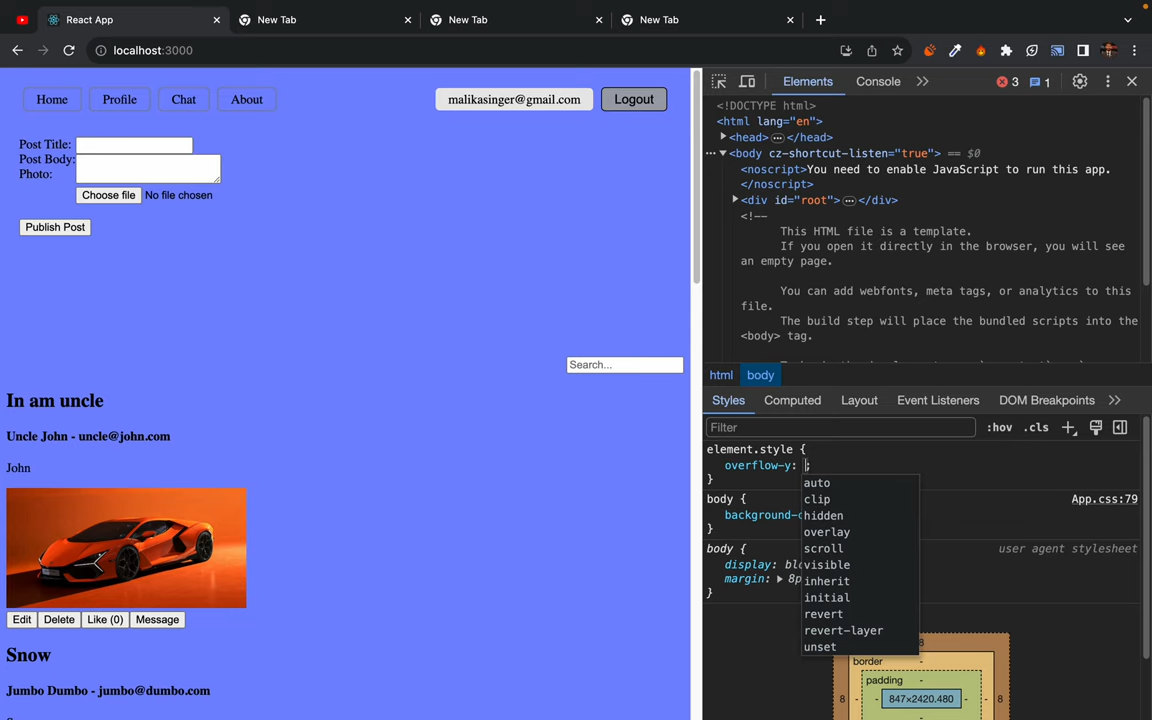 React App
New Tab
New Tab
New Tab
localhost:3000
Home
Profile
Chat
About
malikasinger@gmail.com
Logout
Post Title:
Post Body:
Photo:
Choose file No file chosen
Publish Post
Search...
In am uncle
Uncle John - uncle@john.com
John
Edit
Delete
Like (0)
Message
Snow
Jumbo Dumbo - jumbo@dumbo.com
Elements
Console
3
1
<!DOCTYPE html>
<html lang="en">
<head> </head>
<body cz-shortcut-listen="true"> == $0
<noscript>You need to enable JavaScript to run this app.
</noscript>
<div id="root"> </div>
<!--
This HTML file is a template.
If you open it directly in the browser, you will see
an empty page.
You can add webfonts, meta tags, or analytics to this
file.
The build step will place the bundled scripts into the
<body> tag.
html
body
Styles
Computed
Layout
Event Listeners
DOM Breakpoints
Filter
:hov
.cls
element.style {
overflow-y: ;
}
auto
clip
hidden
overlay
scroll
visible
inherit
initial
revert
revert-layer
unset
body {
App.css:79
background-c
}
body {
user agent stylesheet
display: blo
margin: 8p
}
8
border -
padding -
8 - - 847×2420.480 - - 8